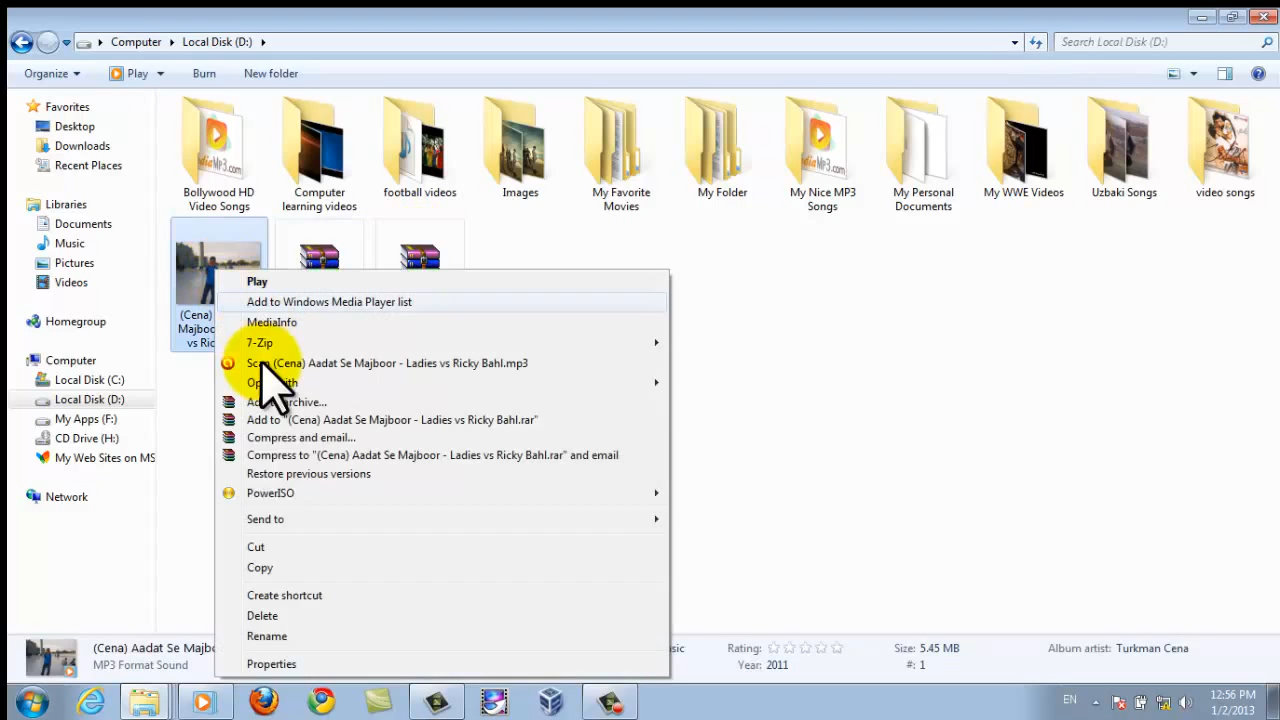 Computer
Local Disk (D:)
Search Local Disk (D:)
Organize
Play
Burn
New folder
Favorites
Desktop
Downloads
Recent Places
Libraries
Documents
Music
Pictures
Videos
Homegroup
Computer
Local Disk (C:)
Local Disk (D:)
My Apps (F:)
CD Drive (H:)
My Web Sites on MS
Network
Bollywood HD
Video Songs
Computer
learning videos
football videos
Images
My Favorite
Movies
My Folder
My Nice MP3
Songs
My Personal
Documents
My WWE Videos
Uzbaki Songs
video songs
(Cena)
Majboo
vs Ric
Play
Add to Windows Media Player list
MediaInfo
7-Zip
Scan (Cena) Aadat Se Majboor - Ladies vs Ricky Bahl.mp3
Open with
Add to archive...
Add to "(Cena) Aadat Se Majboor - Ladies vs Ricky Bahl.rar"
Compress and email...
Compress to "(Cena) Aadat Se Majboor - Ladies vs Ricky Bahl.rar" and email
Restore previous versions
PowerISO
Send to
Cut
Copy
Create shortcut
Delete
Rename
Properties
(Cena) Aadat Se Majbo
MP3 Format Sound
usic
Rating:
Year: 2011
Size: 5.45 MB
#: 1
Album artist: Turkman Cena
EN
12:56 PM
1/2/2013